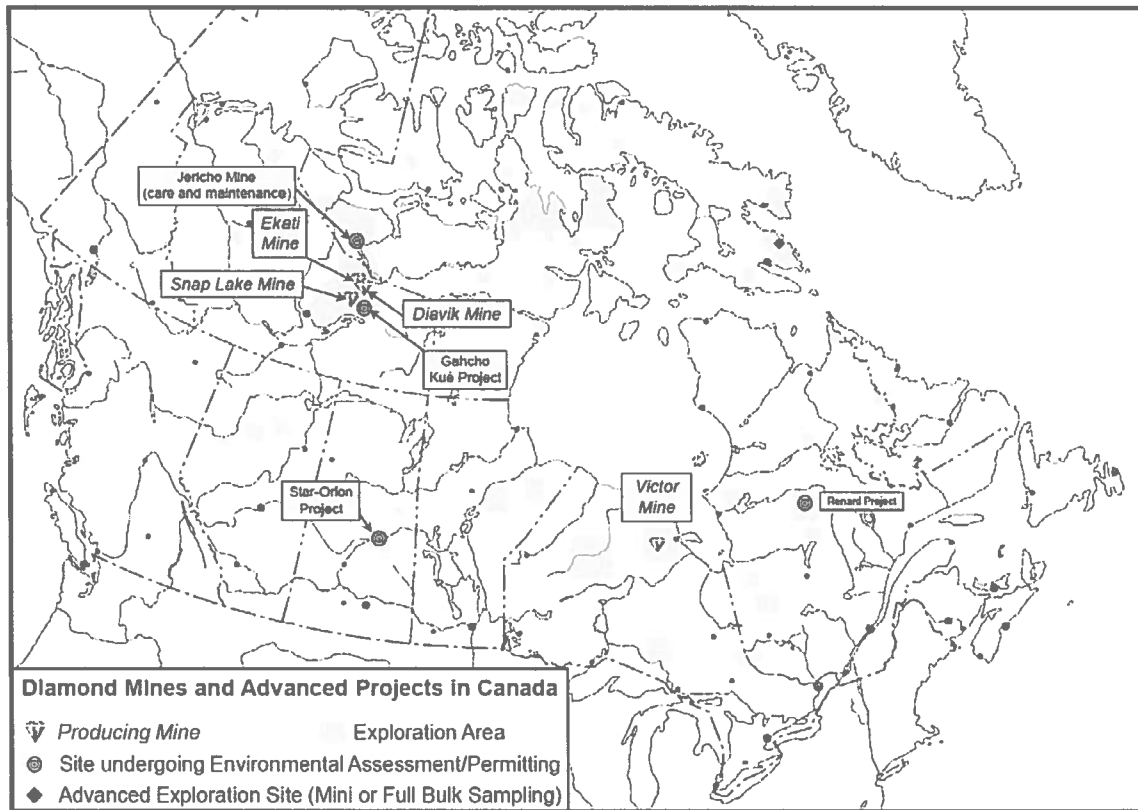 Jericho Mine
(care and maintenance)
Ekati
Mine
Snap Lake Mine
Diavik Mine
Gahcho
Kué Project
Star-Orion
Project
Victor
Mine
Renard Project
Diamond Mines and Advanced Projects in Canada
Producing Mine
Exploration Area
Site undergoing Environmental Assessment/Permitting
Advanced Exploration Site (Mini or Full Bulk Sampling)